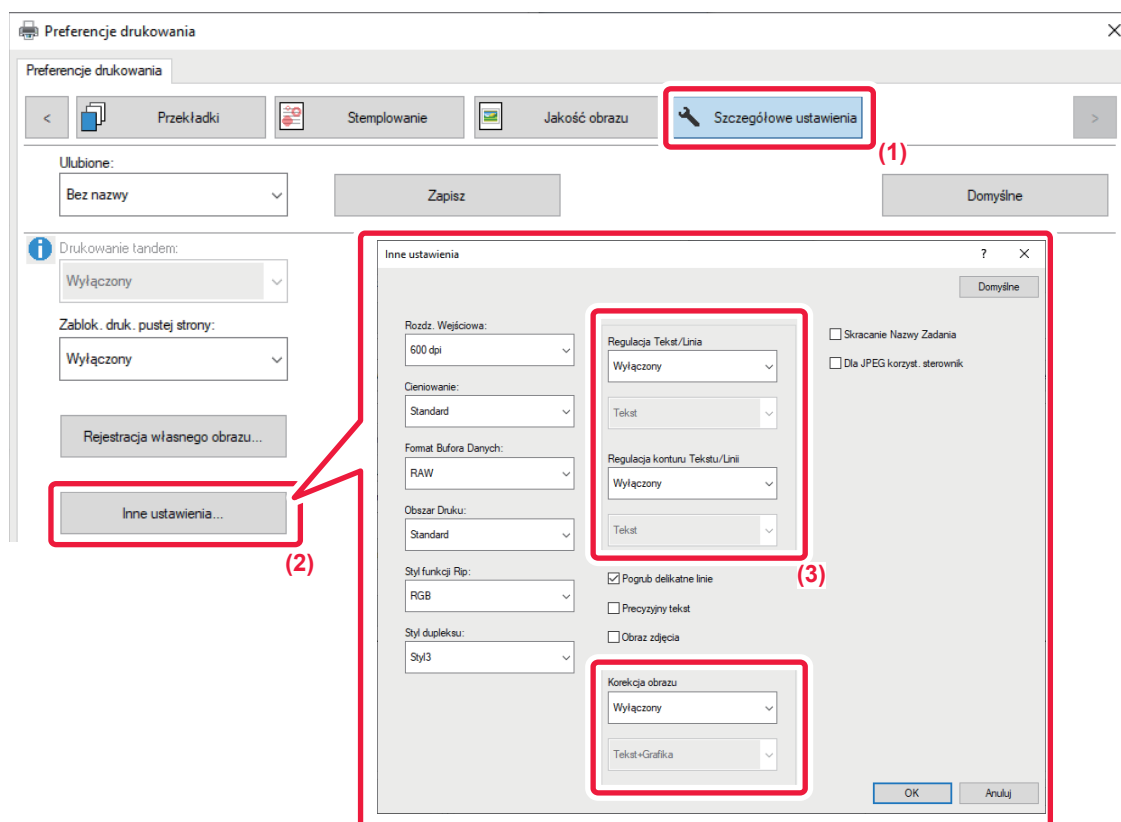 Preferencje drukowania
Preferencje drukowania
< Przekładki Stemplowanie Jakość obrazu Szczegółowe ustawienia >
(1)
Ulubione:
Bez nazwy Zapisz Domyślne
Drukowanie tandem:
Wyłączony
Zablok. druk. pustej strony:
Wyłączony
Rejestracja własnego obrazu...
Inne ustawienia...
(2)
Inne ustawienia ?
Domyślne
Rozdz. Wejściowa:
600 dpi
Cieniowanie:
Standard
Format Bufora Danych:
RAW
Obszar Druku:
Standard
Styl funkcji Rip:
RGB
Styl dupleksu:
Styl3
Regulacja Tekst/Linia
Wyłączony
Tekst
Regulacja konturu Tekstu/Linii
Wyłączony
Tekst
(3)
Pogrub delikatne linie
Precyzyjny tekst
Obraz zdjęcia
Korekcja obrazu
Wyłączony
Tekst+Grafika
Skracanie Nazwy Zadania
Dla JPEG korzyst. sterownik
OK Anuluj